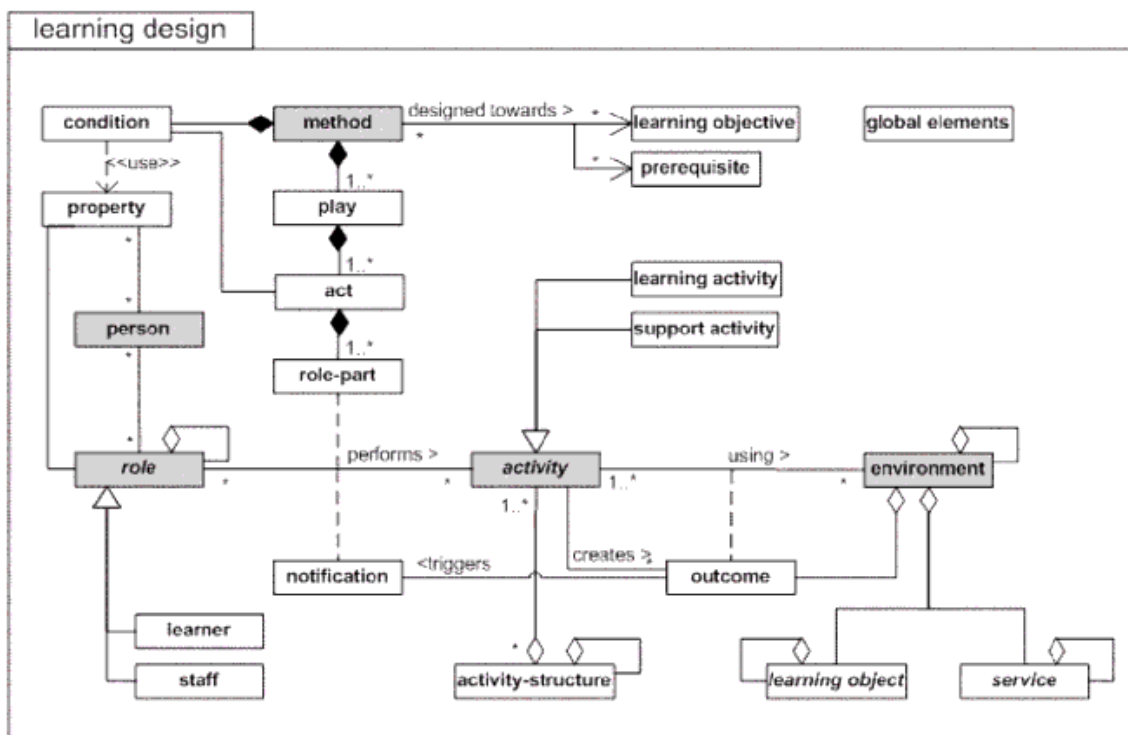 learning design
condition
method
designed towards >
*
*
learning objective
global elements
<<use>>
*
prerequisite
1..*
property
play
*
1..*
act
learning activity
*
person
support activity
*
1..*
role-part
*
role
performs >
activity
using >
environment
*
*
1..*
*
1..*
notification
<triggers
creates >
*
outcome
learner
*
staff
activity-structure
learning object
service